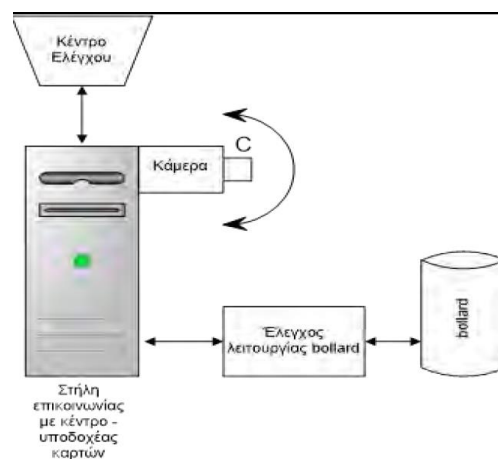 Κέντρο
Ελέγχου
Κάμερα
C
Έλεγχος
λειτουργίας bollard
bollard
Στήλη
επικοινωνίας
με κέντρο -
υποδοχέας
καρτών